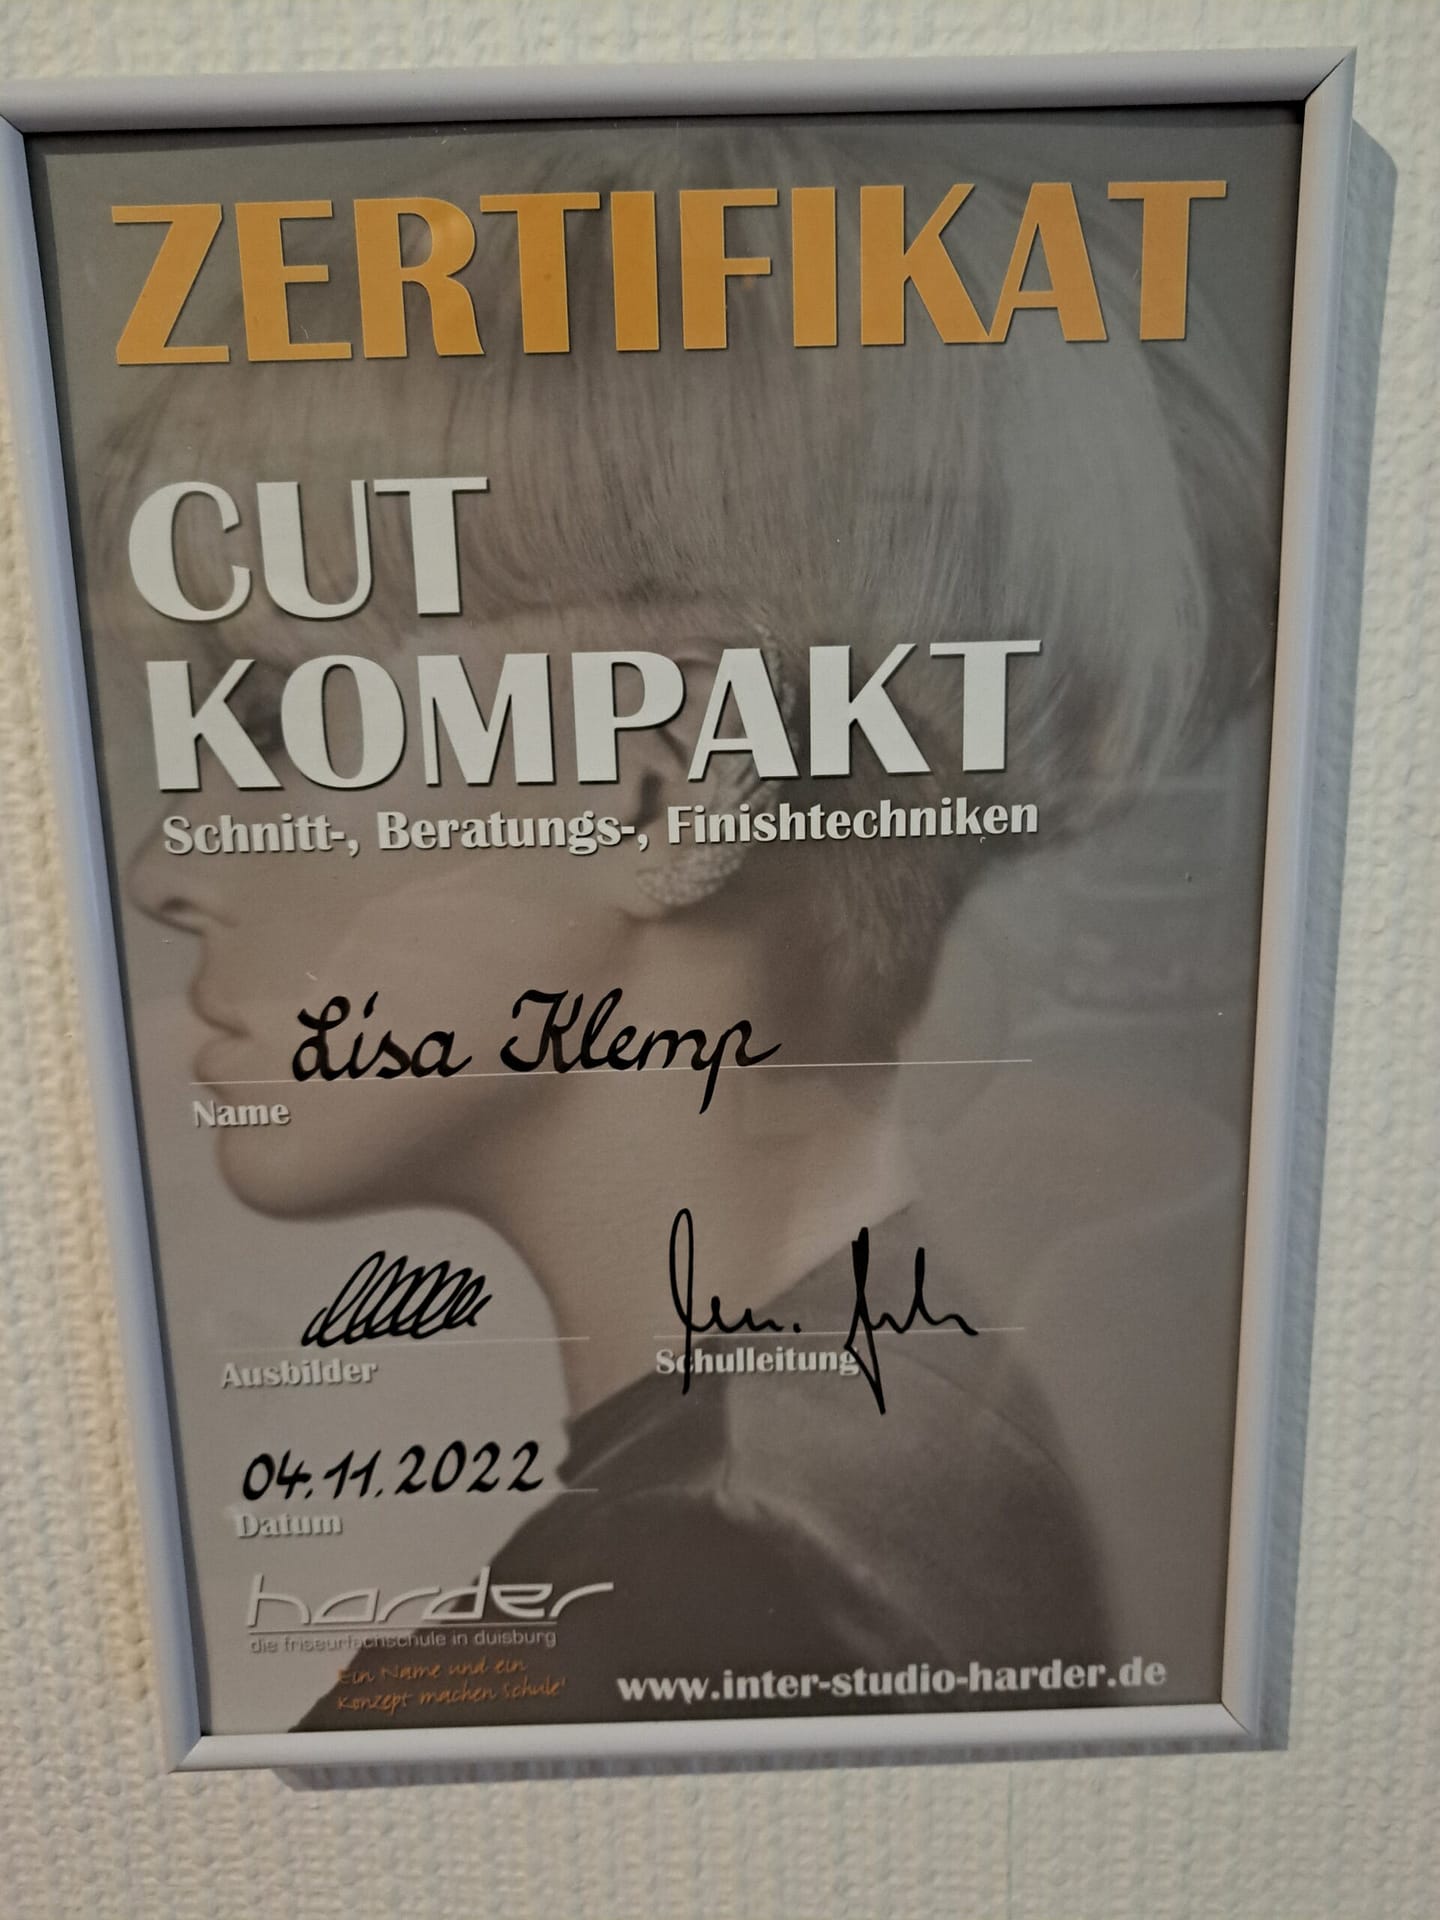 ZERTIFIKAT
CUT
KOMPAKT
Schnitt-, Beratungs-, Finishtechniken
Lisa Klemp
Name
Ausbilder
Schulleitung
04.11.2022
Datum
harder
die friseurfachschule in duisburg
Ein Name und ein
Konzept machen Schule!
www.inter-studio-harder.de